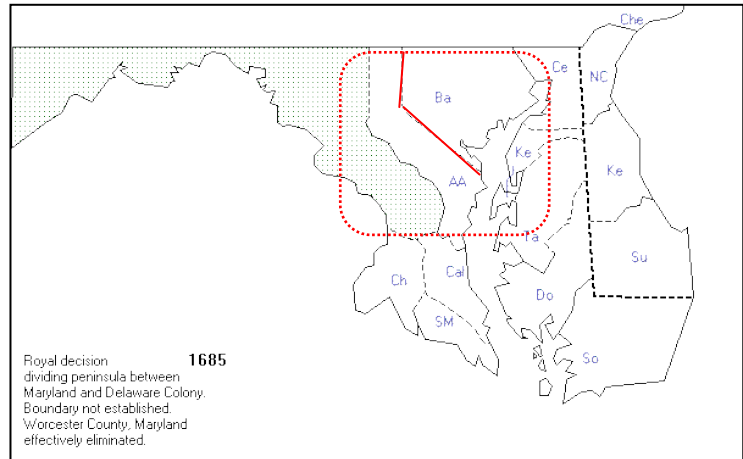 Che
Ce
NC
Ba
Ke
AA
Ke
Ta
Su
Cal
Ch
Do
SM
So
Royal decision 1685
dividing peninsula between
Maryland and Delaware Colony.
Boundary not established.
Worcester County, Maryland
effectively eliminated.